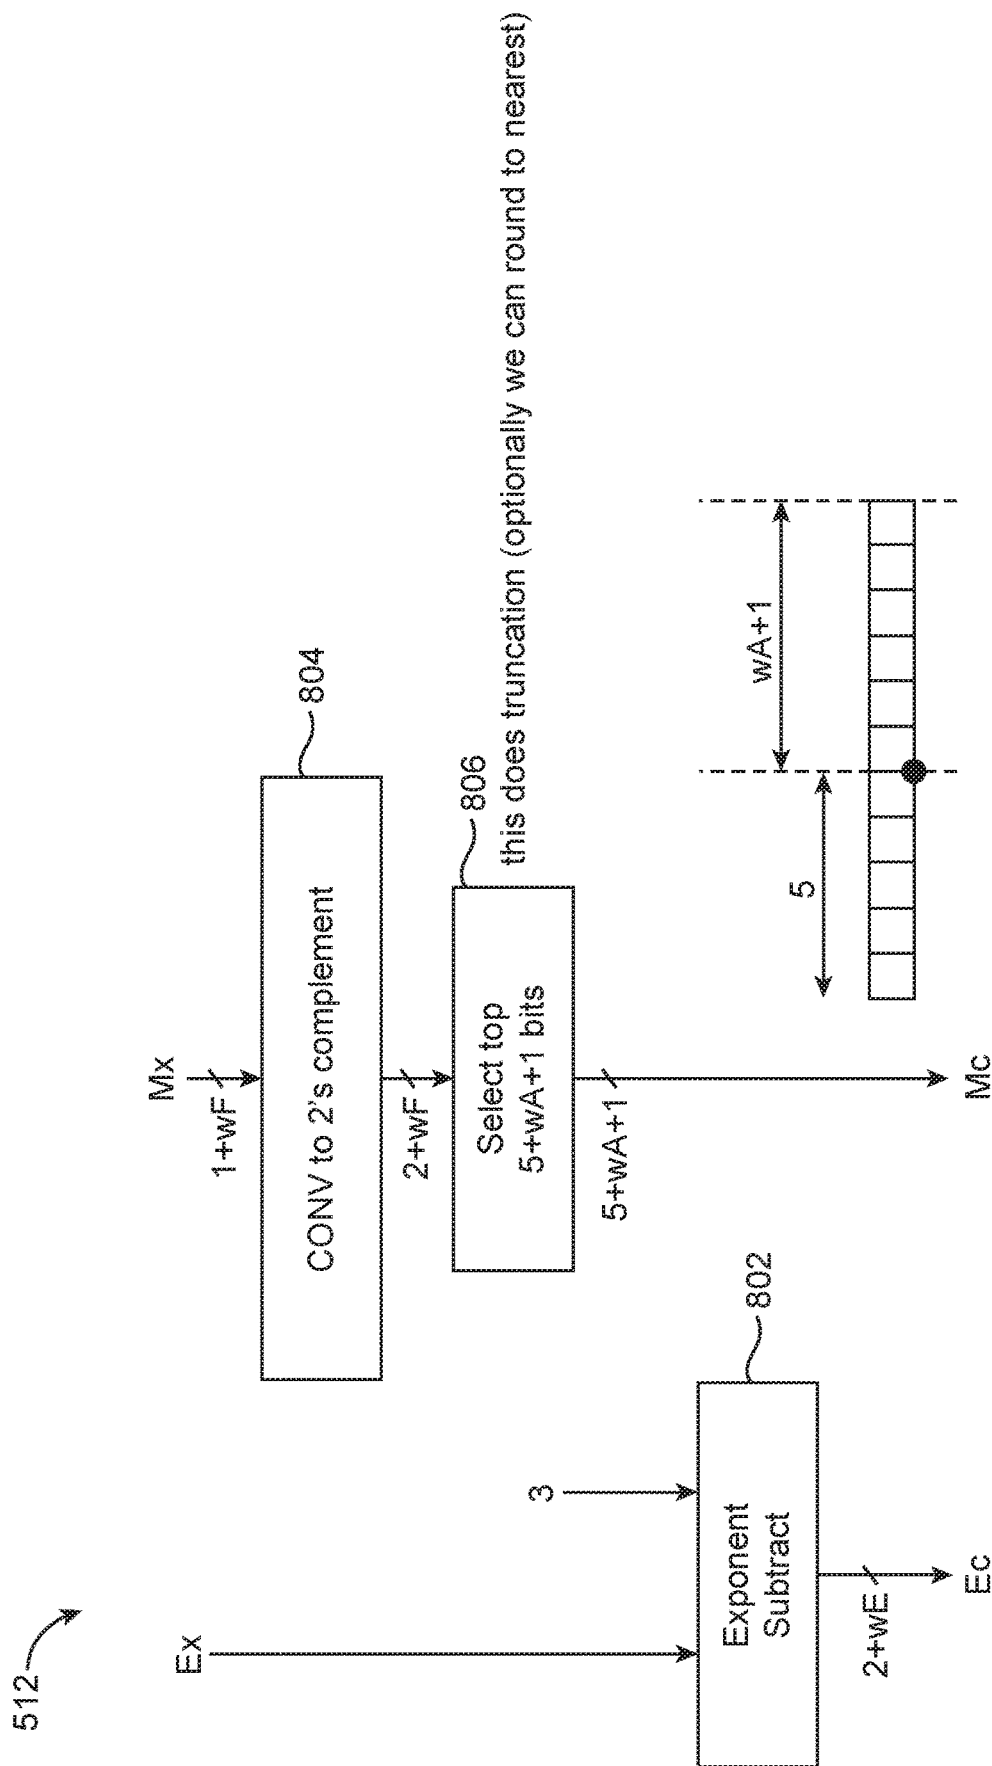 512
Ex
3
Exponent
Subtract
802
2+wE
Ec
Mx
1+wF
CONV to 2's complement
804
2+wF
Select top
5+wA+1 bits
806
this does truncation (optionally we can round to nearest)
5+wA+1
Mc
5
wA+1